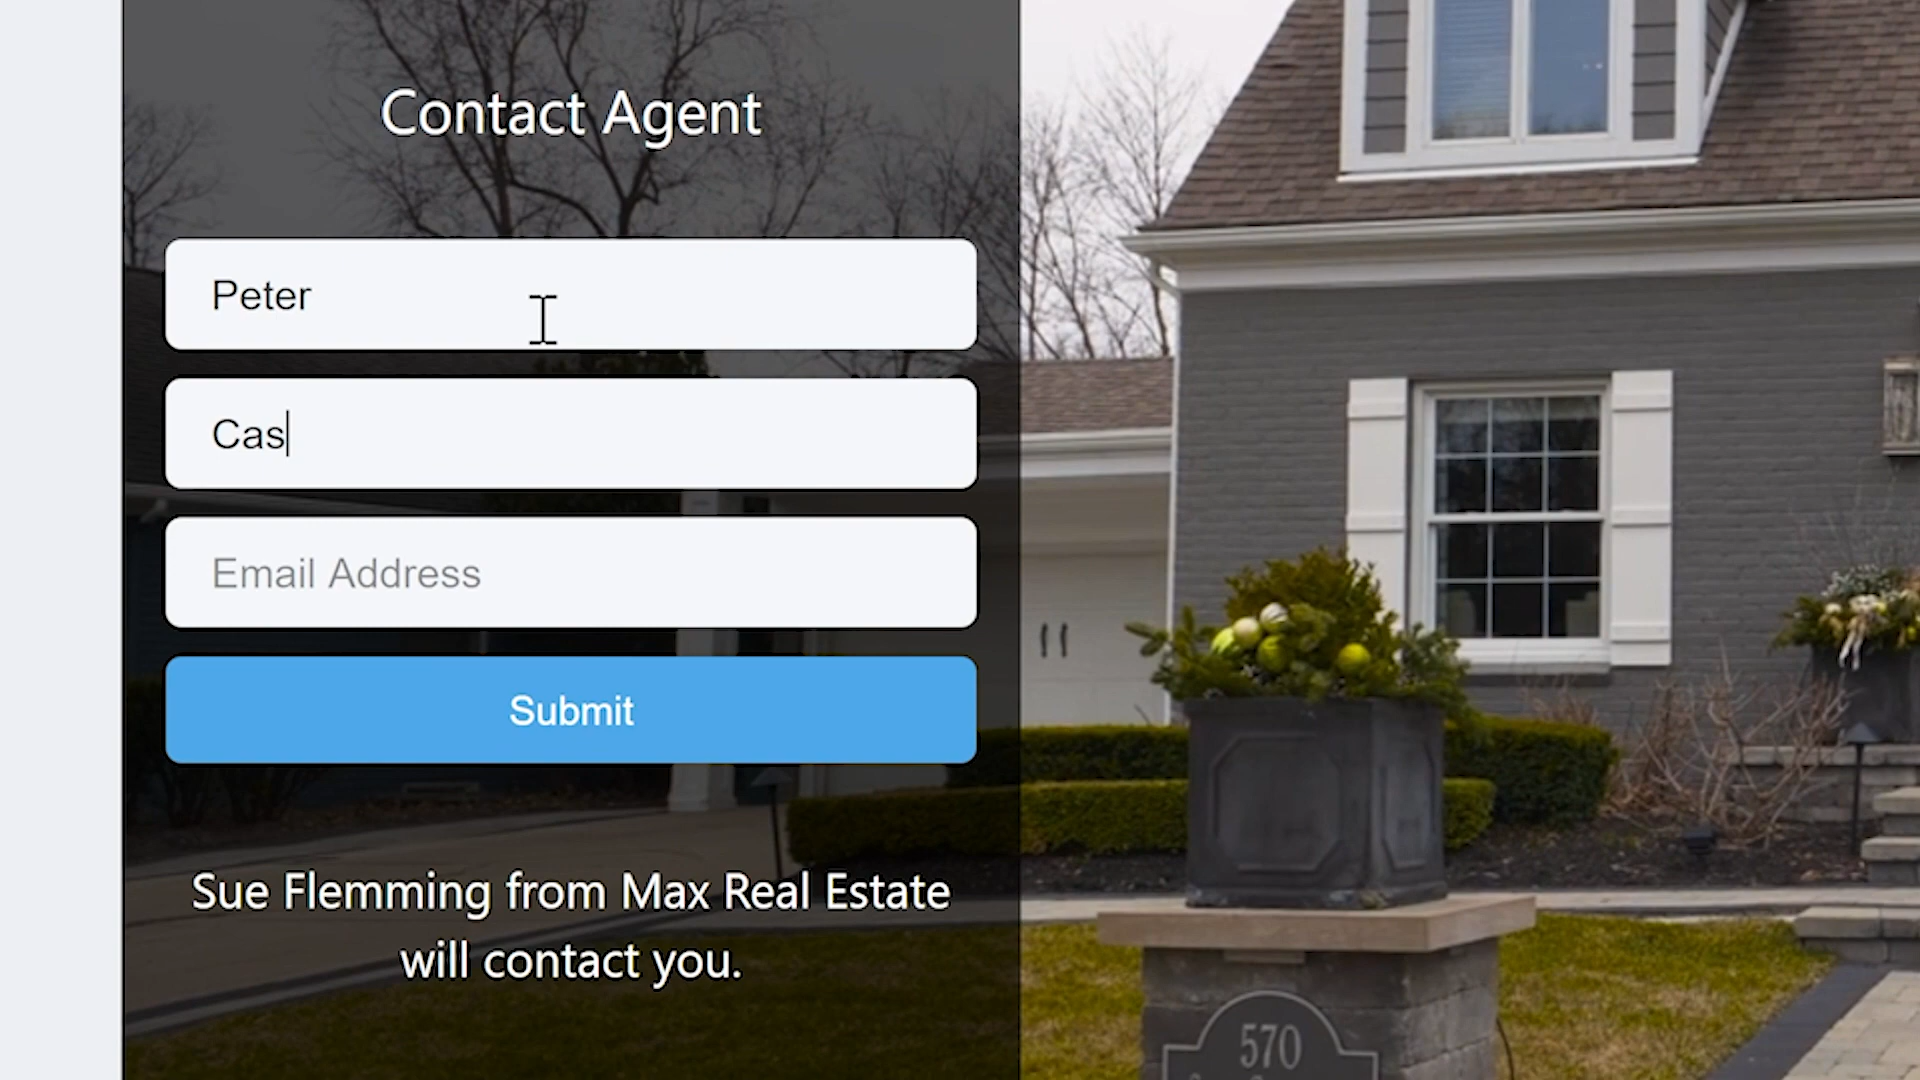 Contact Agent
Peter
Cas
Email Address
Submit
Sue Flemming from Max Real Estate
will contact you.
570